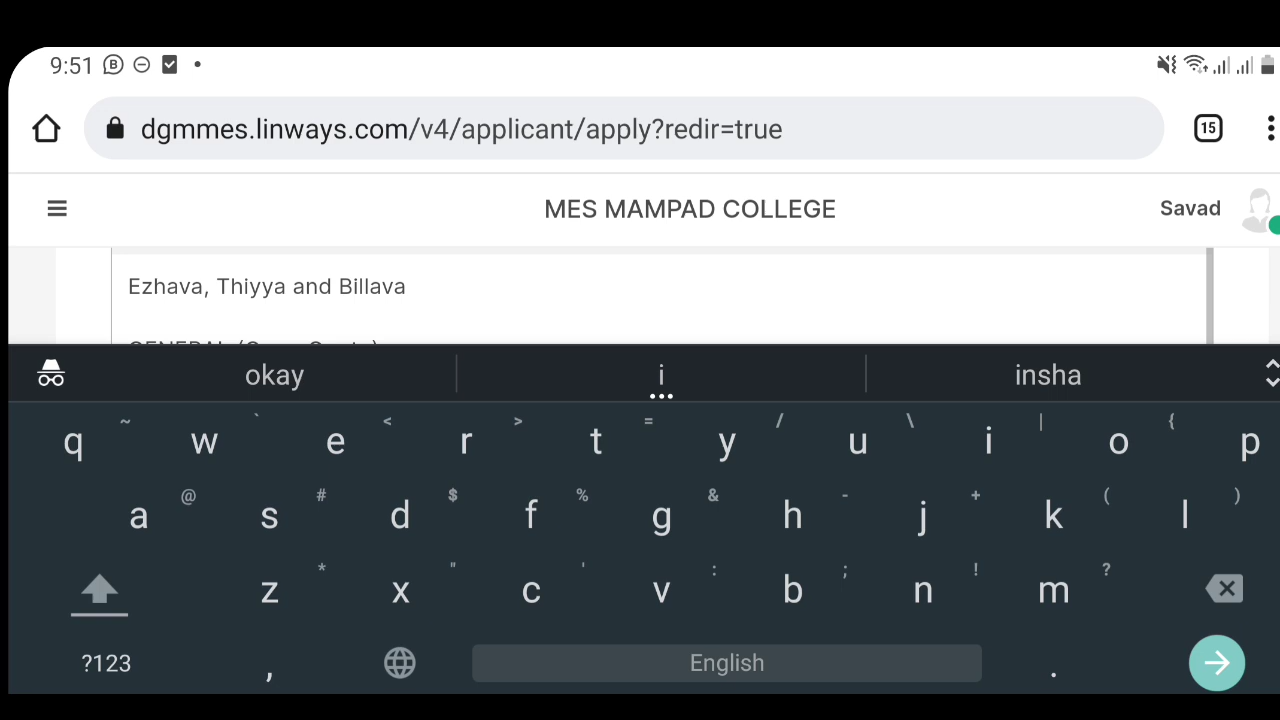 9:51
dgmmes.linways.com/v4/applicant/apply?redir=true
15
MES MAMPAD COLLEGE
Savad
Ezhava, Thiyya and Billava
okay i insha
~ ` < > = / \ | {
q w e r t y u i o p
@ # $ % & - + ( )
a s d f g h j k l
* " ' : ; ! ?
z x c v b n m
?123 , English .